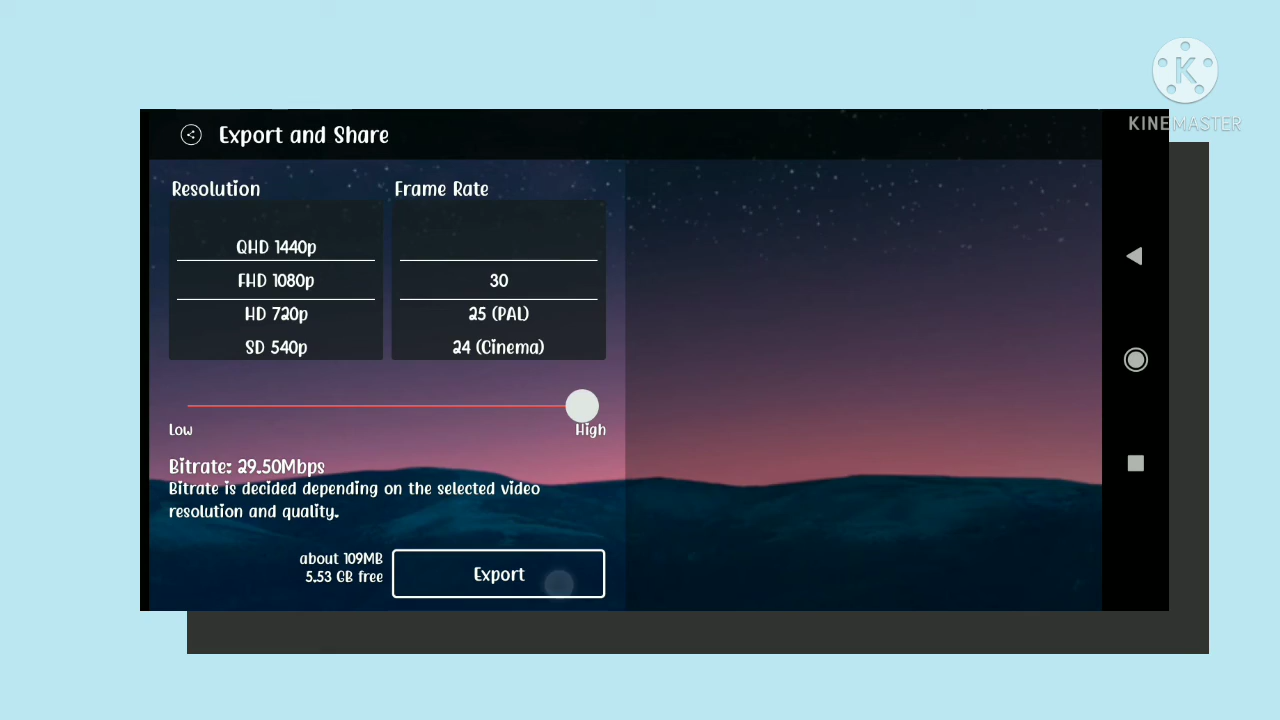 KINEMASTER
Export and Share
Resolution
Frame Rate
QHD 1440p
FHD 1080p
HD 720p
SD 540p
30
25 (PAL)
24 (Cinema)
Low
High
Bitrate: 29.50Mbps
Bitrate is decided depending on the selected video
resolution and quality.
about 109MB
5.53 GB free
Export